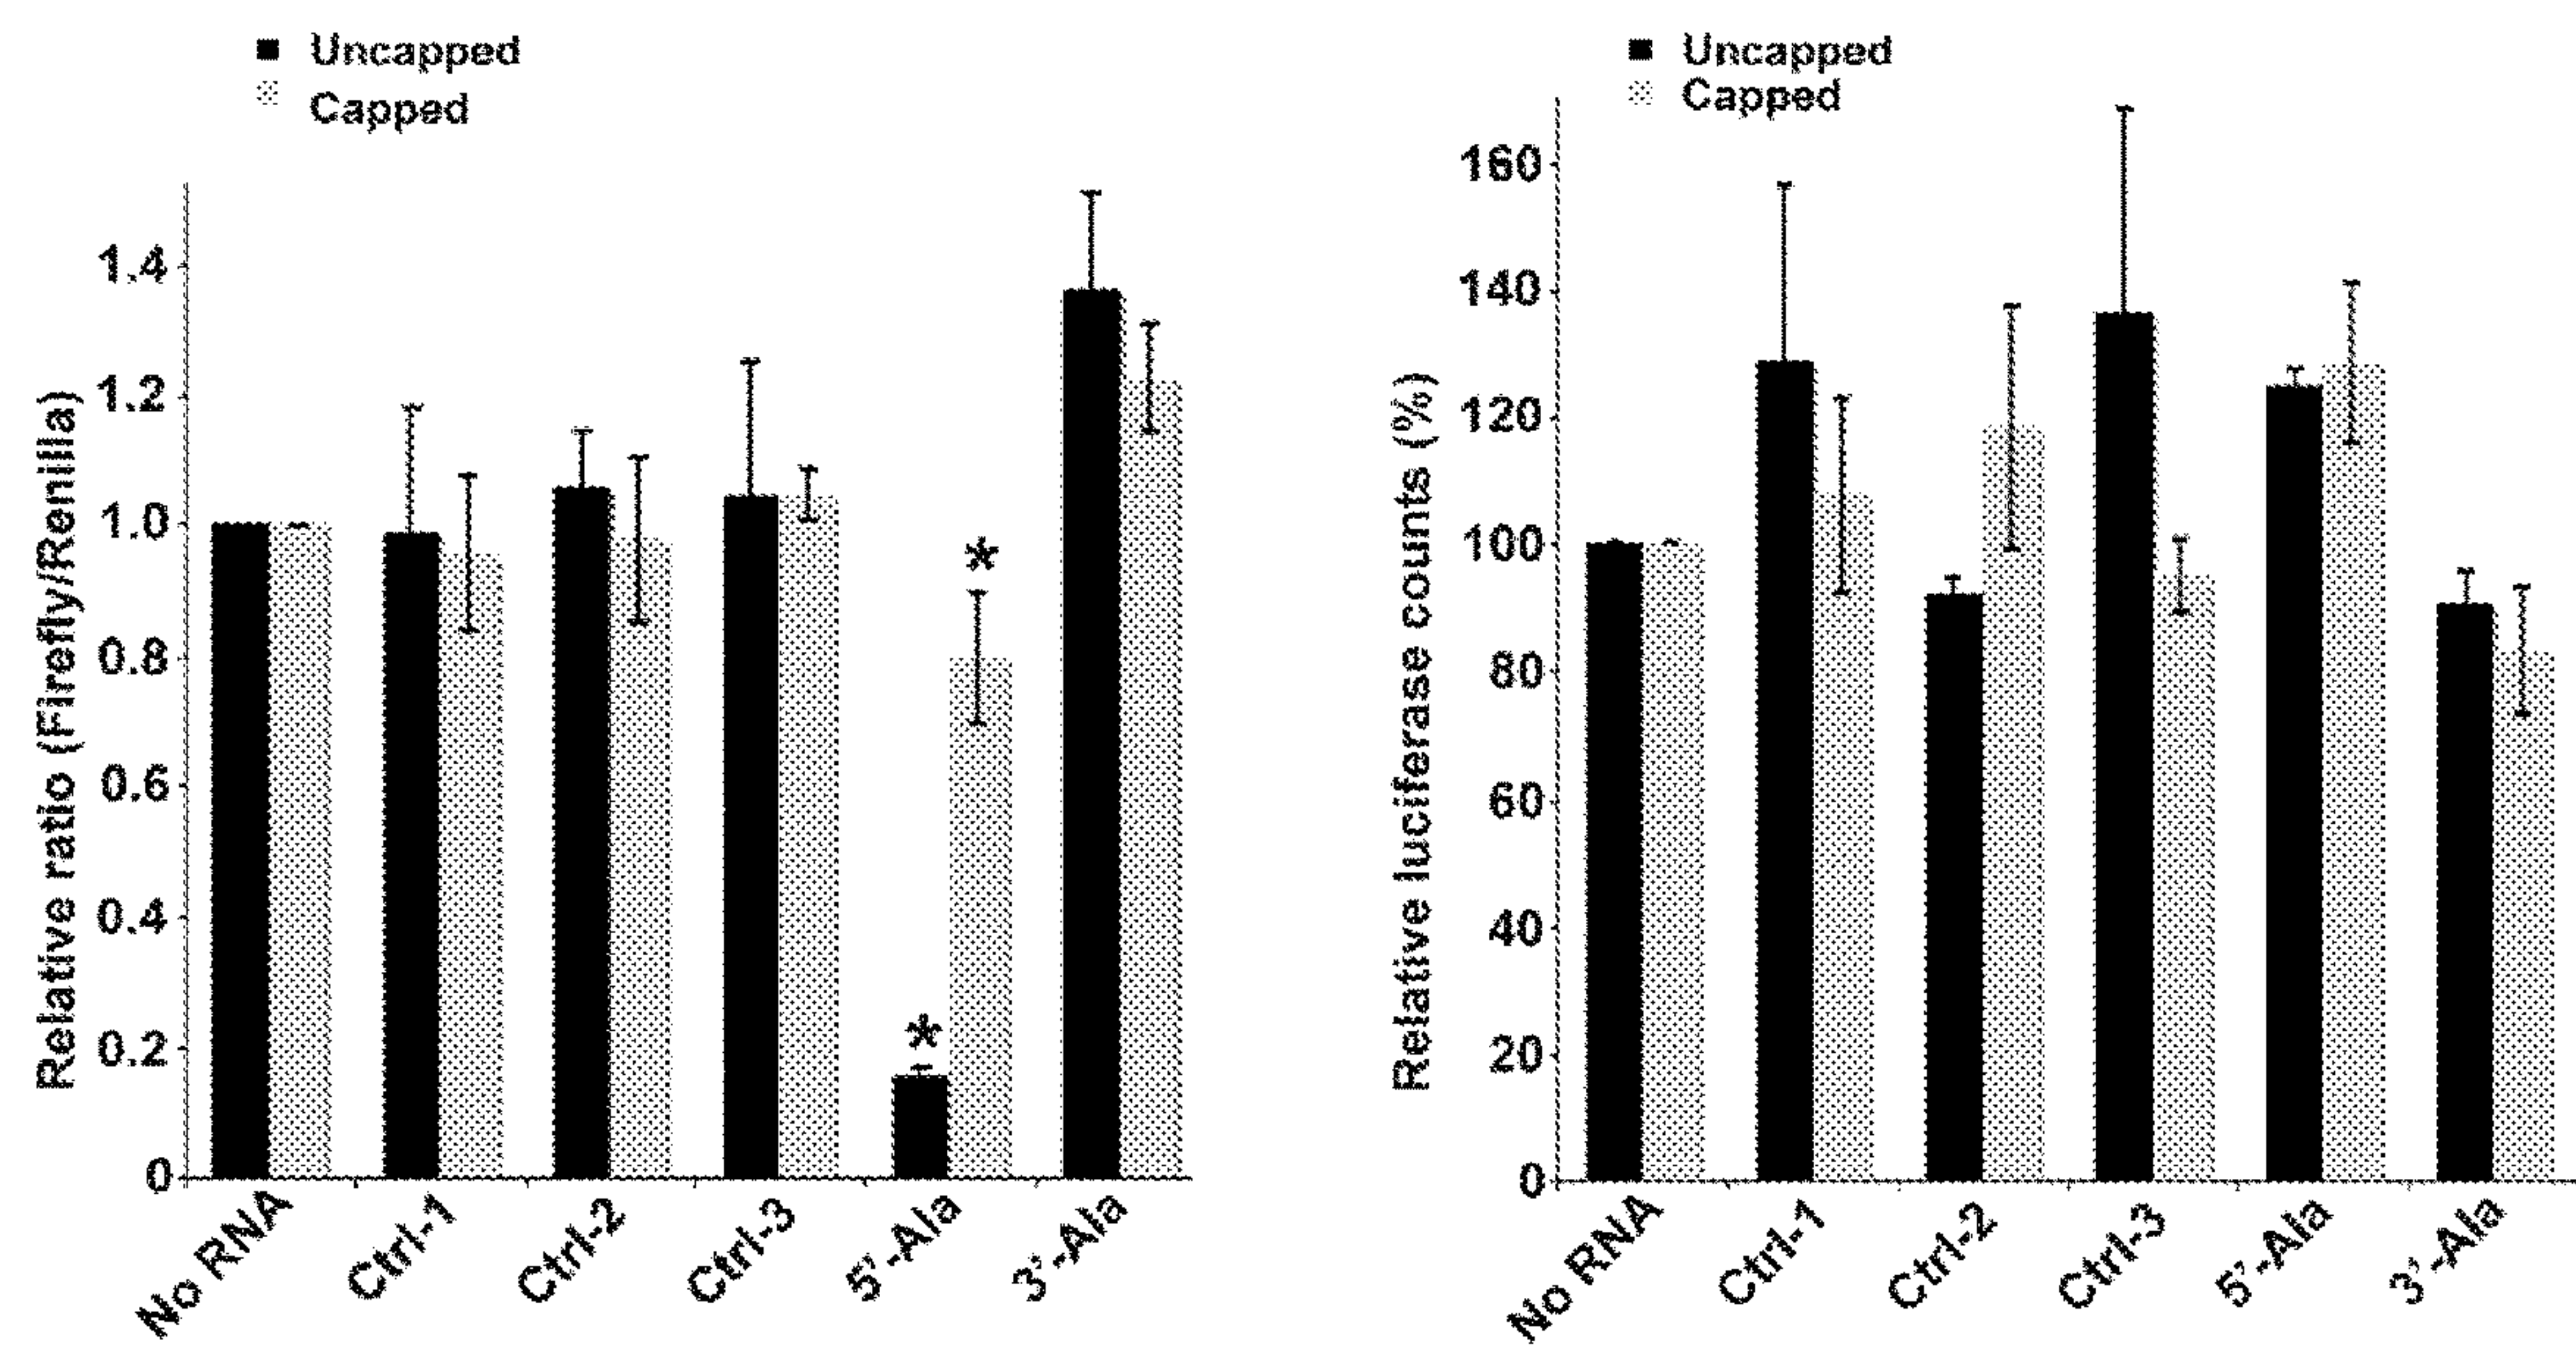 Uncapped
Capped
Relative ratio (Firefly/Renilla)
1.4
1.2
1.0
0.8
0.6
0.4
0.2
0
*
*
No RNA
Ctrl-1
Ctrl-2
Ctrl-3
5'-Ala
3'-Ala
Uncapped
Capped
Relative luciferase counts (%)
160
140
120
100
80
60
40
20
0
No RNA
Ctrl-1
Ctrl-2
Ctrl-3
5'-Ala
3'-Ala